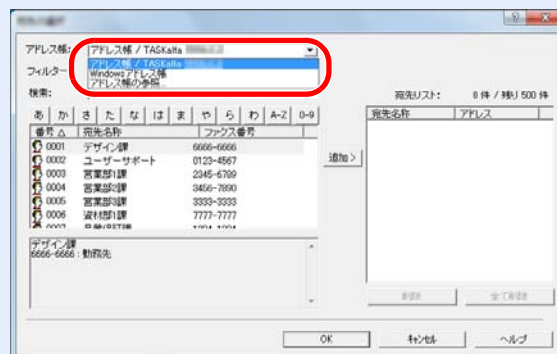 宛先の選択
アドレス帳: アドレス帳 / TASKalfa
アドレス帳 / TASKalfa
Windowsアドレス帳
アドレス帳の参照...
フィルター
検索:
宛先リスト: 0 件 / 残り 500 件
あ か さ た な は ま や ら わ A-Z 0-9
番号 △ 宛先名称 ファクス番号
宛先名称 アドレス
0001 デザイン課 6666-6666
0002 ユーザーサポート 0123-4567
0003 営業部1課 2345-6789
0004 営業部2課 3456-7890
0005 営業部3課 3333-3333
0006 資材部1課 7777-7777
0007
追加 >
デザイン課
6666-6666 : 勤務先
削除 全て削除
OK キャンセル ヘルプ